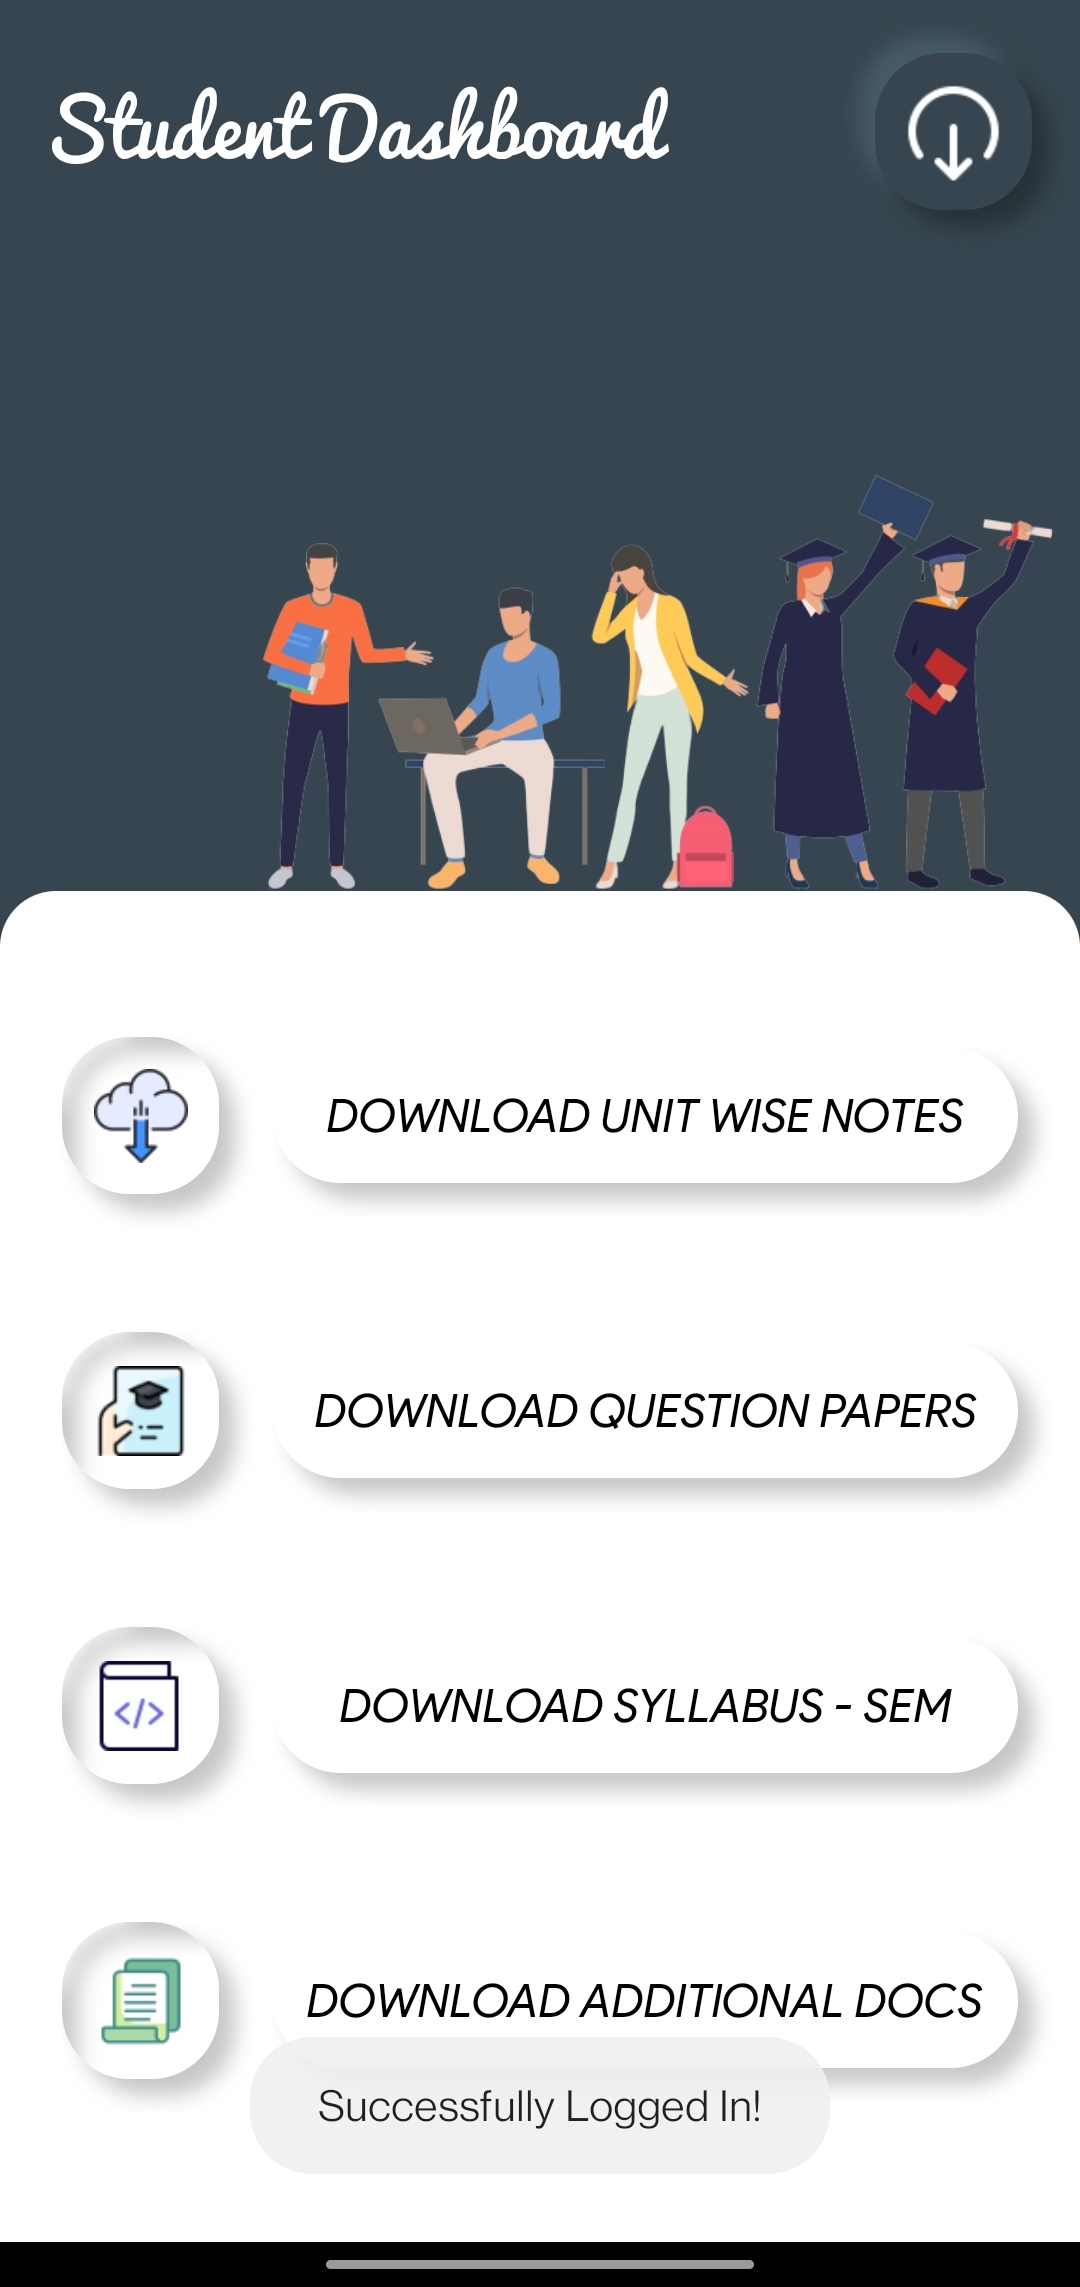 Student Dashboard
DOWNLOAD UNIT WISE NOTES
DOWNLOAD QUESTION PAPERS
</>
DOWNLOAD SYLLABUS - SEM
DOWNLOAD ADDITIONAL DOCS
Successfully Logged In!